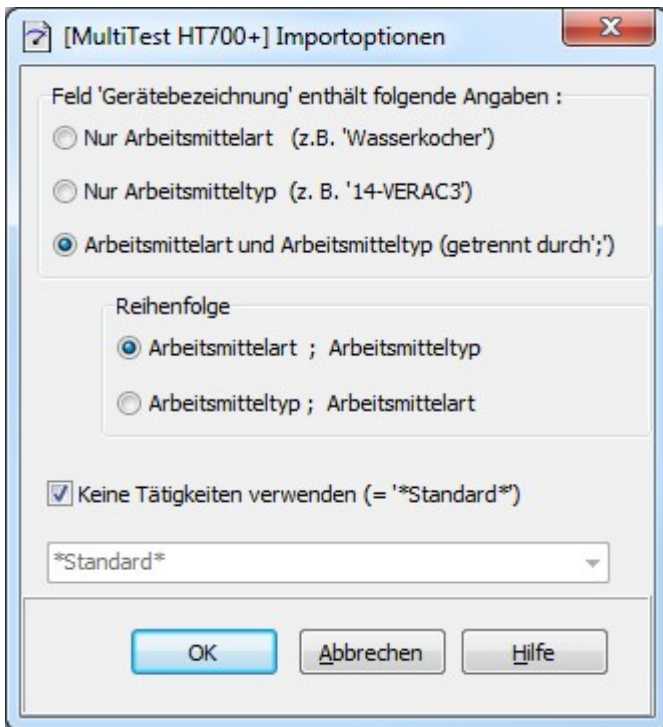 [MultiTest HT700+] Importoptionen
Feld 'Gerätebezeichnung' enthält folgende Angaben :
Nur Arbeitsmittelart (z.B. 'Wasserkocher')
Nur Arbeitsmitteltyp (z. B. '14-VERAC3')
Arbeitsmittelart und Arbeitsmitteltyp (getrennt durch';')
Reihenfolge
Arbeitsmittelart ; Arbeitsmitteltyp
Arbeitsmitteltyp ; Arbeitsmittelart
Keine Tätigkeiten verwenden (= '*Standard*')
*Standard*
OK Abbrechen Hilfe